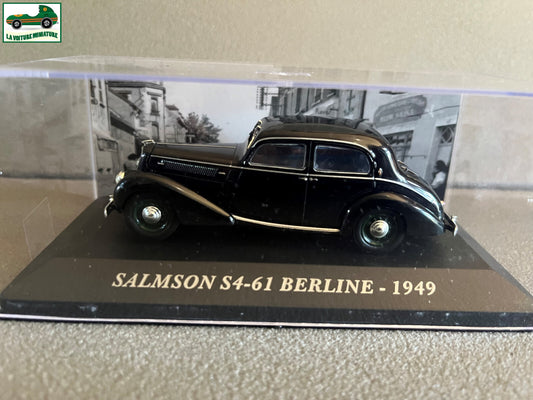 LA VOITURE MINIATURE
SALMSON S4-61 BERLINE - 1949